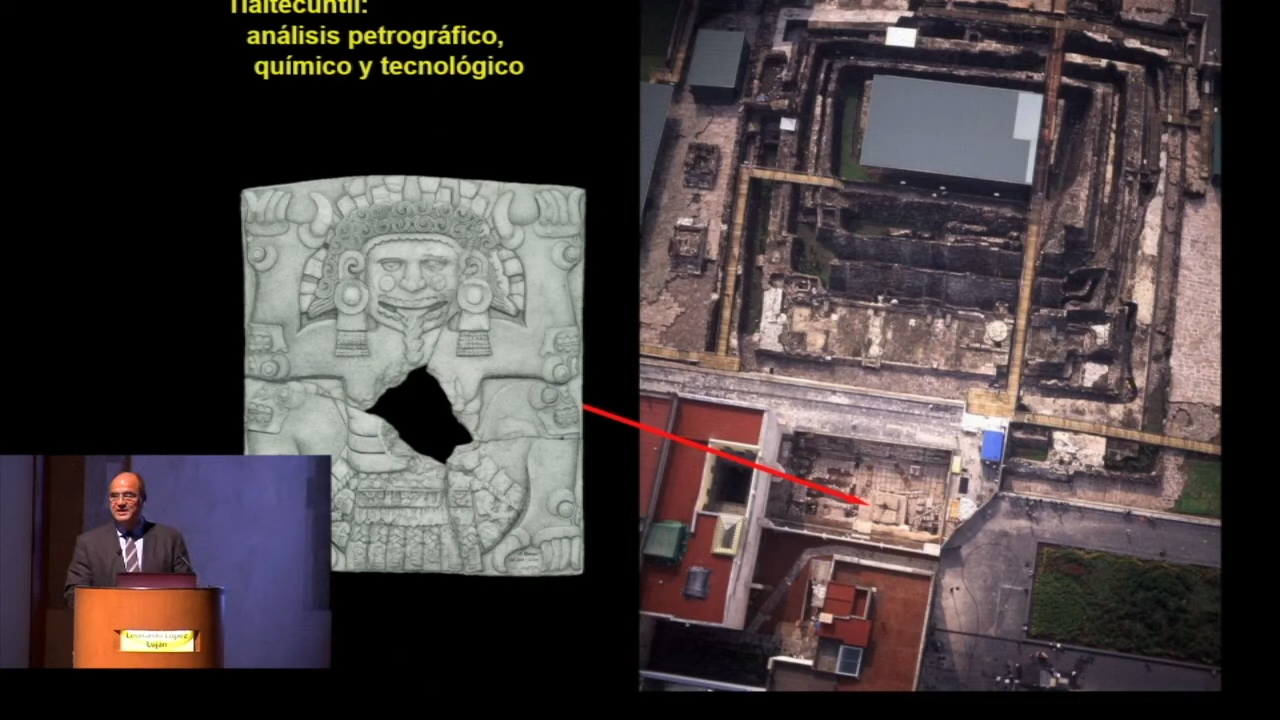 Tlaltecuhtli:
análisis petrográfico,
químico y tecnológico
Leonardo López
Luján